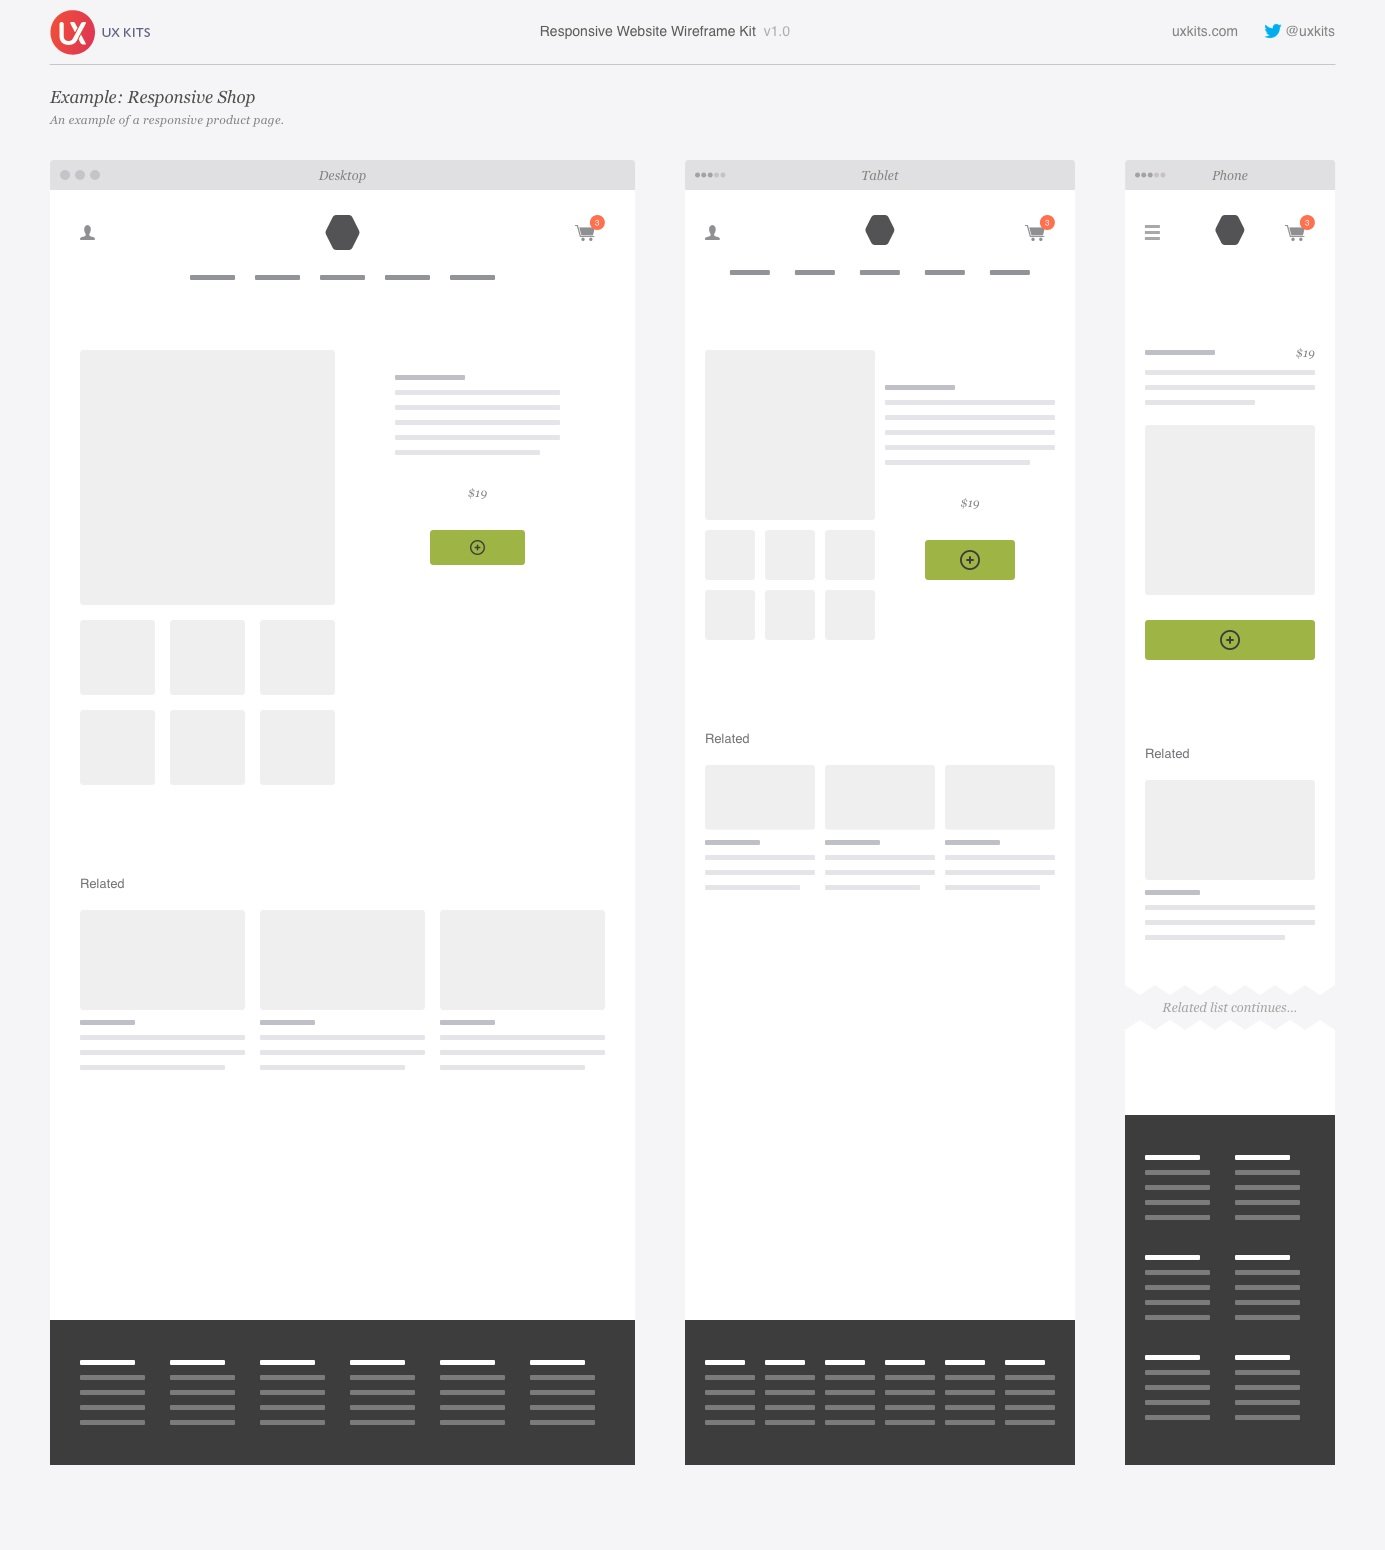 UX UX KITS
Responsive Website Wireframe Kit v1.0
uxkits.com
@uxkits
Example: Responsive Shop
An example of a responsive product page.
Desktop
3
$19
Related
Tablet
3
$19
Related
Phone
3
$19
Related
Related list continues...